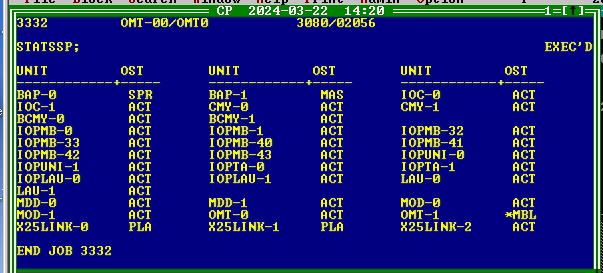 File Block Search Window Help Print Admin Option
CP 2024-03-22 14:20 1=[↑]
3332 OMT-00/OMT0 3080/02056
STATSSP; EXEC'D
UNIT OST UNIT OST UNIT OST
BAP-0 SPR BAP-1 MAS IOC-0 ACT
IOC-1 ACT CMY-0 ACT CMY-1 ACT
BCMY-0 ACT BCMY-1 ACT
IOPMB-0 ACT IOPMB-1 ACT IOPMB-32 ACT
IOPMB-33 ACT IOPMB-40 ACT IOPMB-41 ACT
IOPMB-42 ACT IOPMB-43 ACT IOPUNI-0 ACT
IOPUNI-1 ACT IOPTA-0 ACT IOPTA-1 ACT
IOPLAU-0 ACT IOPLAU-1 ACT LAU-0 ACT
LAU-1 ACT
MDD-0 ACT MDD-1 ACT MOD-0 ACT
MOD-1 ACT OMT-0 ACT OMT-1 *MBL
X25LINK-0 PLA X25LINK-1 PLA X25LINK-2 ACT
END JOB 3332